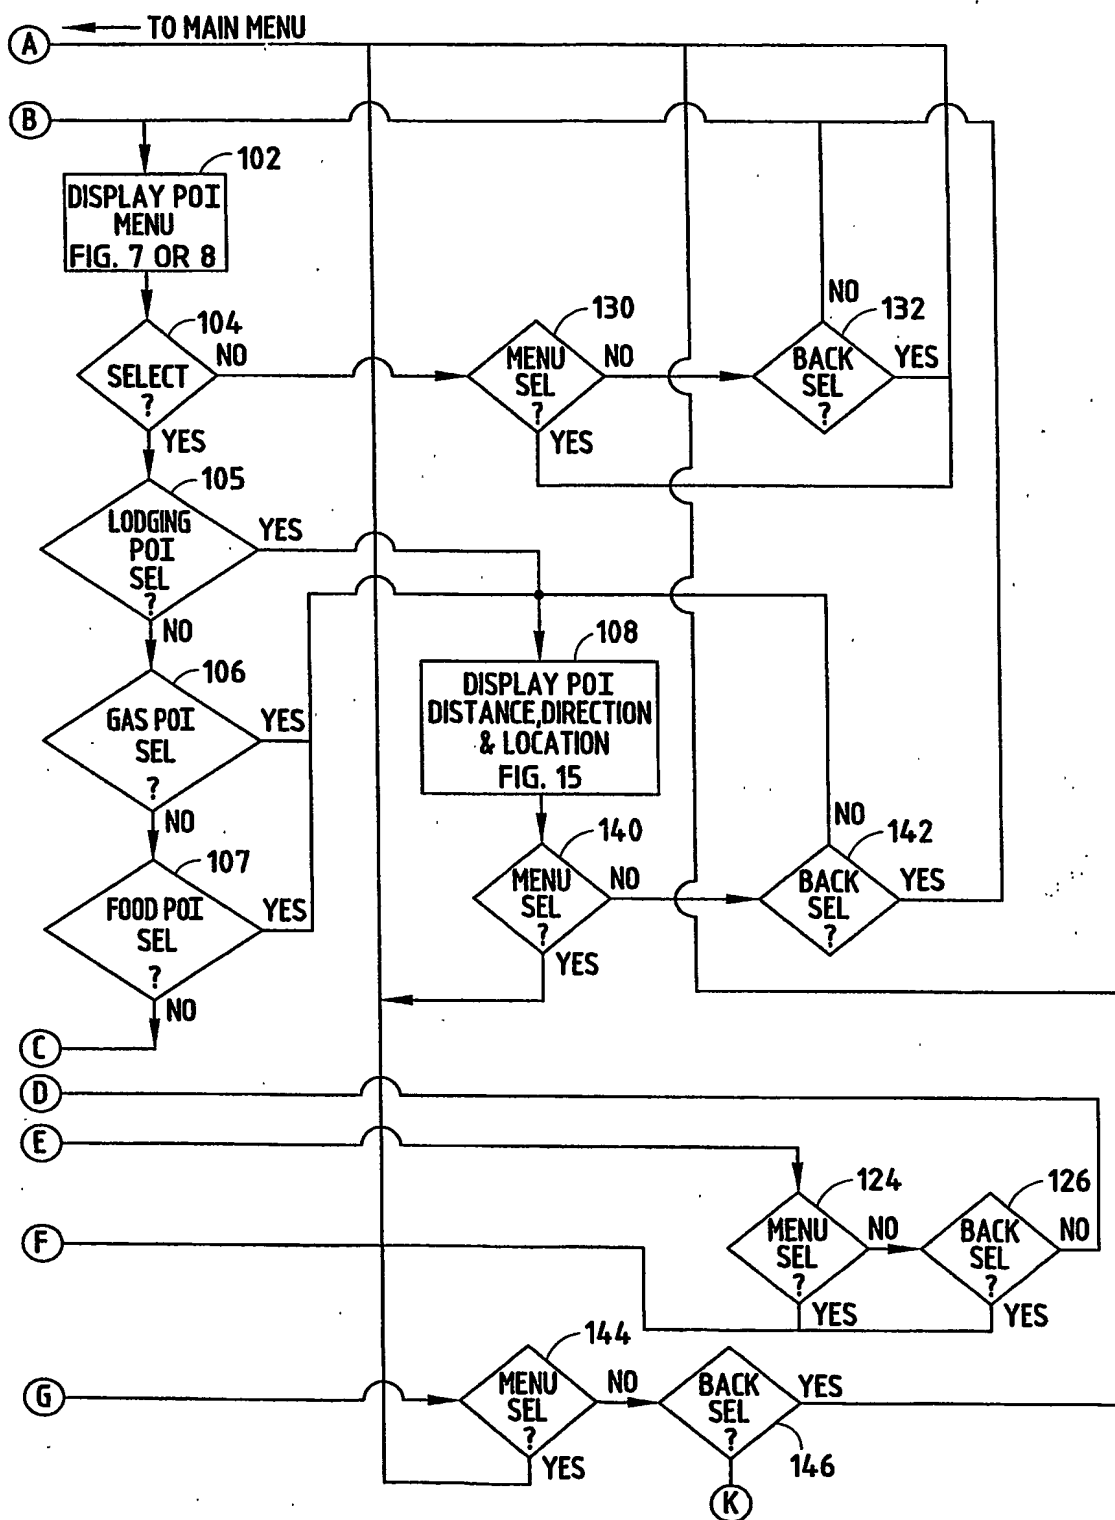 A
TO MAIN MENU
B
102
DISPLAY POI
MENU
FIG. 7 OR 8
104
SELECT
?
NO
YES
130
MENU
SEL
?
NO
YES
132
BACK
SEL
?
NO
YES
105
LODGING
POI
SEL
?
YES
NO
106
GAS POI
SEL
?
YES
NO
107
FOOD POI
SEL
?
YES
NO
108
DISPLAY POI
DISTANCE,DIRECTION
& LOCATION
FIG. 15
140
MENU
SEL
?
NO
YES
142
BACK
SEL
?
NO
YES
C
D
E
124
MENU
SEL
?
NO
YES
126
BACK
SEL
?
NO
YES
F
G
144
MENU
SEL
?
NO
YES
BACK
SEL
?
YES
146
K